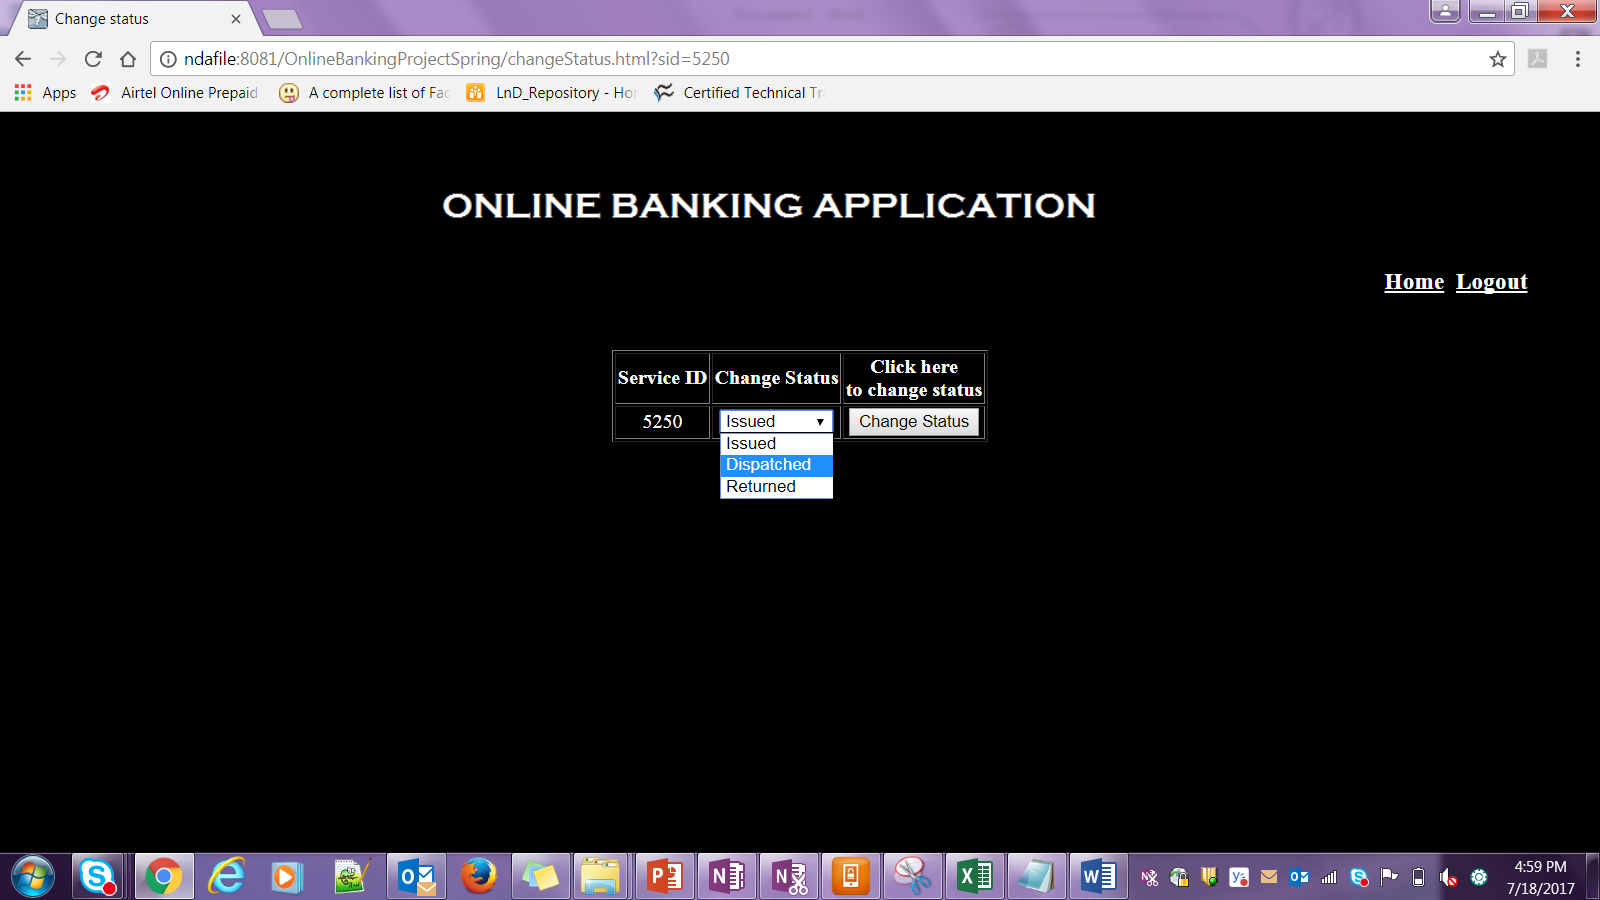 Change status
ndafile:8081/OnlineBankingProjectSpring/changeStatus.html?sid=5250
Apps Airtel Online Prepaid A complete list of Fac LnD_Repository - Hor Certified Technical Tr
ONLINE BANKING APPLICATION
Home Logout
Service ID Change Status Click here
to change status
5250 Issued Change Status
Issued
Dispatched
Returned
4:59 PM
7/18/2017